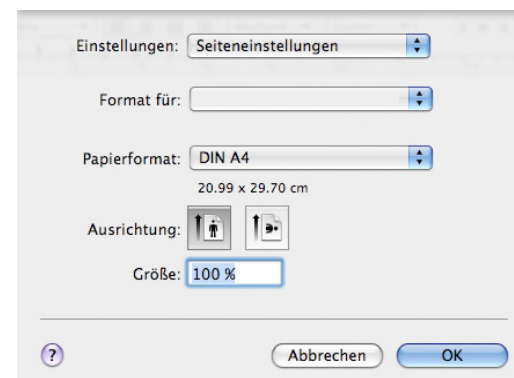 Einstellungen: Seiteneinstellungen
Format für:
Papierformat: DIN A4
20.99 x 29.70 cm
Ausrichtung:
Größe: 100 %
? Abbrechen OK